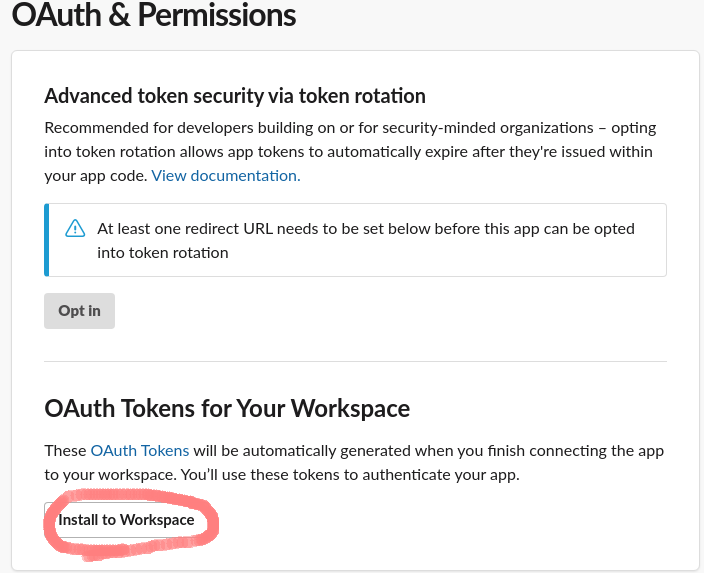 OAuth & Permissions
Advanced token security via token rotation
Recommended for developers building on or for security-minded organizations – opting
into token rotation allows app tokens to automatically expire after they're issued within
your app code. View documentation.
At least one redirect URL needs to be set below before this app can be opted
into token rotation
Opt in
OAuth Tokens for Your Workspace
These OAuth Tokens will be automatically generated when you finish connecting the app
to your workspace. You’ll use these tokens to authenticate your app.
Install to Workspace